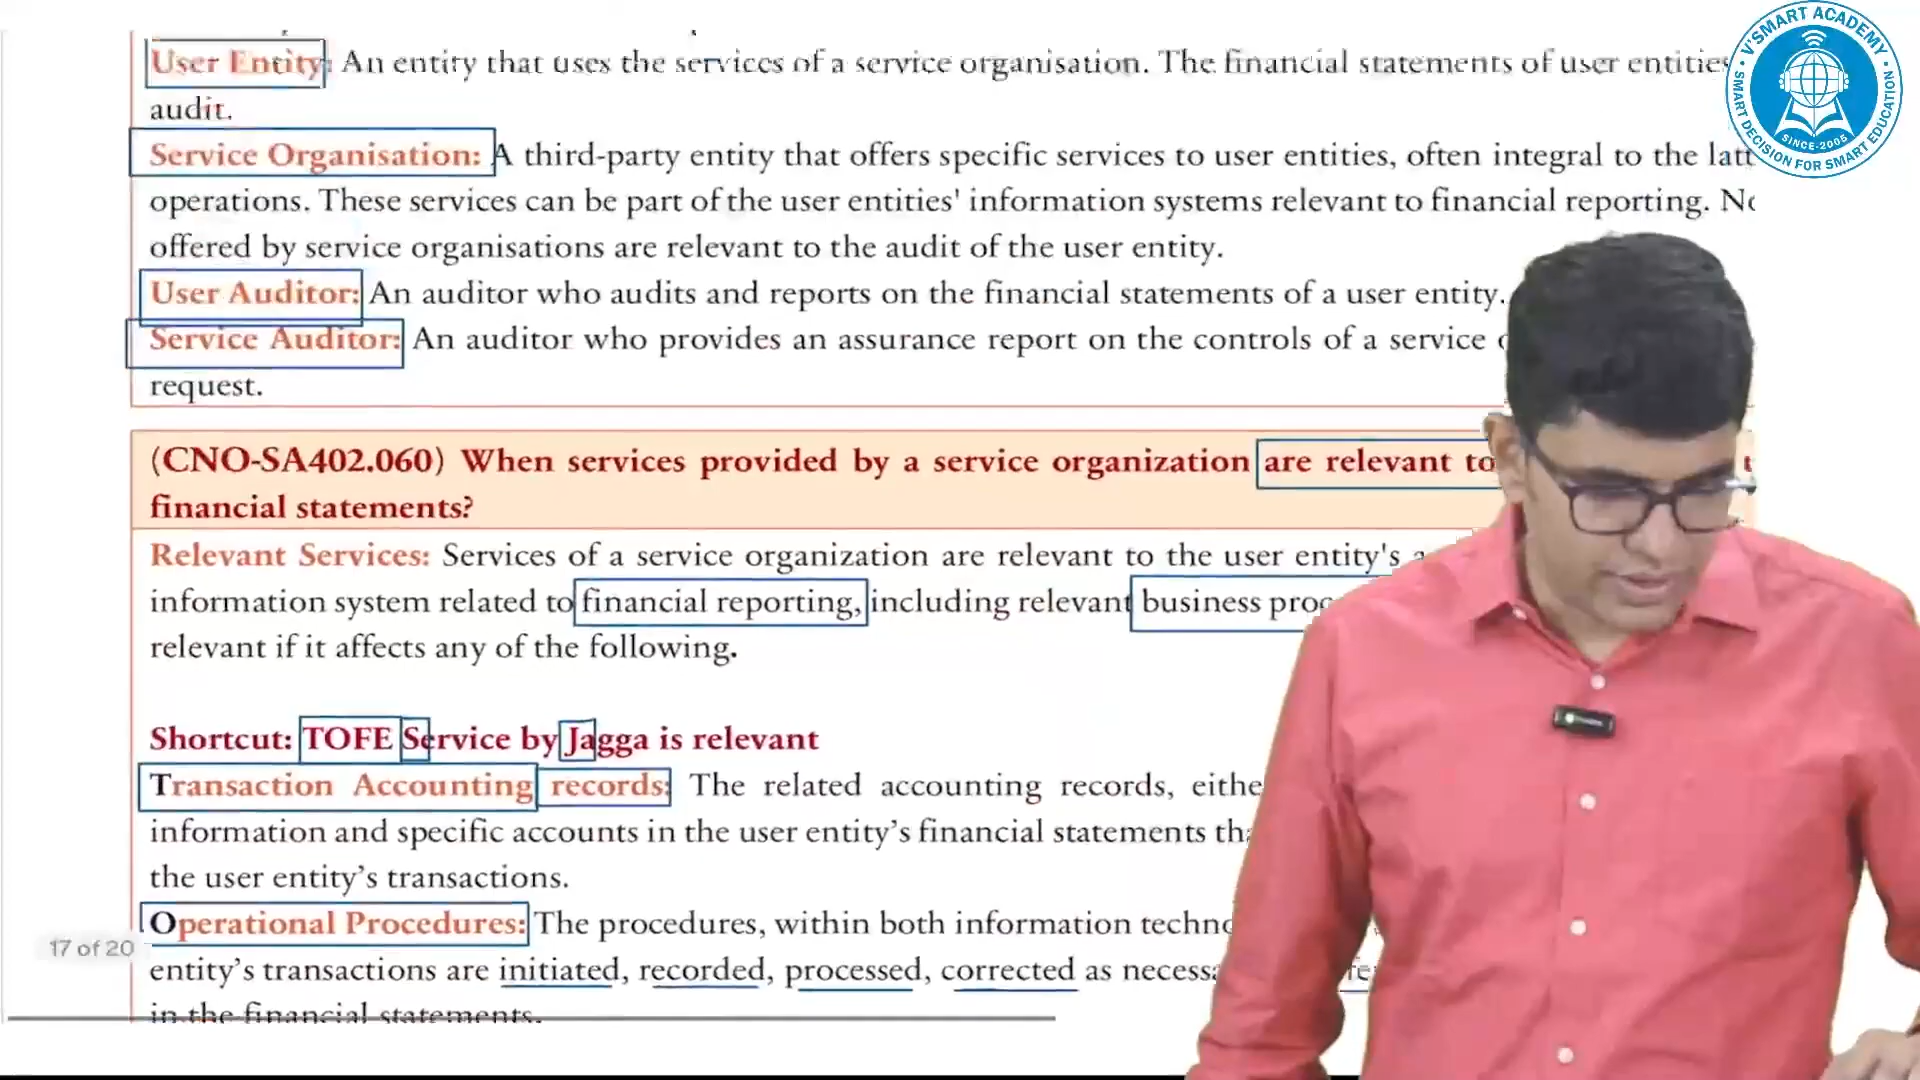 User Entity: An entity that uses the services of a service organisation. The financial statements of user entities
audit.
Service Organisation: A third-party entity that offers specific services to user entities, often integral to the latt
operations. These services can be part of the user entities' information systems relevant to financial reporting.
offered by service organisations are relevant to the audit of the user entity.
User Auditor: An auditor who audits and reports on the financial statements of a user entity.
Service Auditor: An auditor who provides an assurance report on the controls of a service
request.
(CNO-SA402.060) When services provided by a service organization are relevant to
financial statements?
Relevant Services: Services of a service organization are relevant to the user entity's
information system related to financial reporting, including relevant business proc
relevant if it affects any of the following.
Shortcut: TOFE Service by Jagga is relevant
Transaction Accounting records: The related accounting records, eithe
information and specific accounts in the user entity's financial statements tha
the user entity's transactions.
Operational Procedures: The procedures, within both information techno
entity's transactions are initiated, recorded, processed, corrected as necess
in the financial statements.
17 of 20
V'SMART ACADEMY
SMART DECISION FOR SMART EDUCATION
SINCE-2005